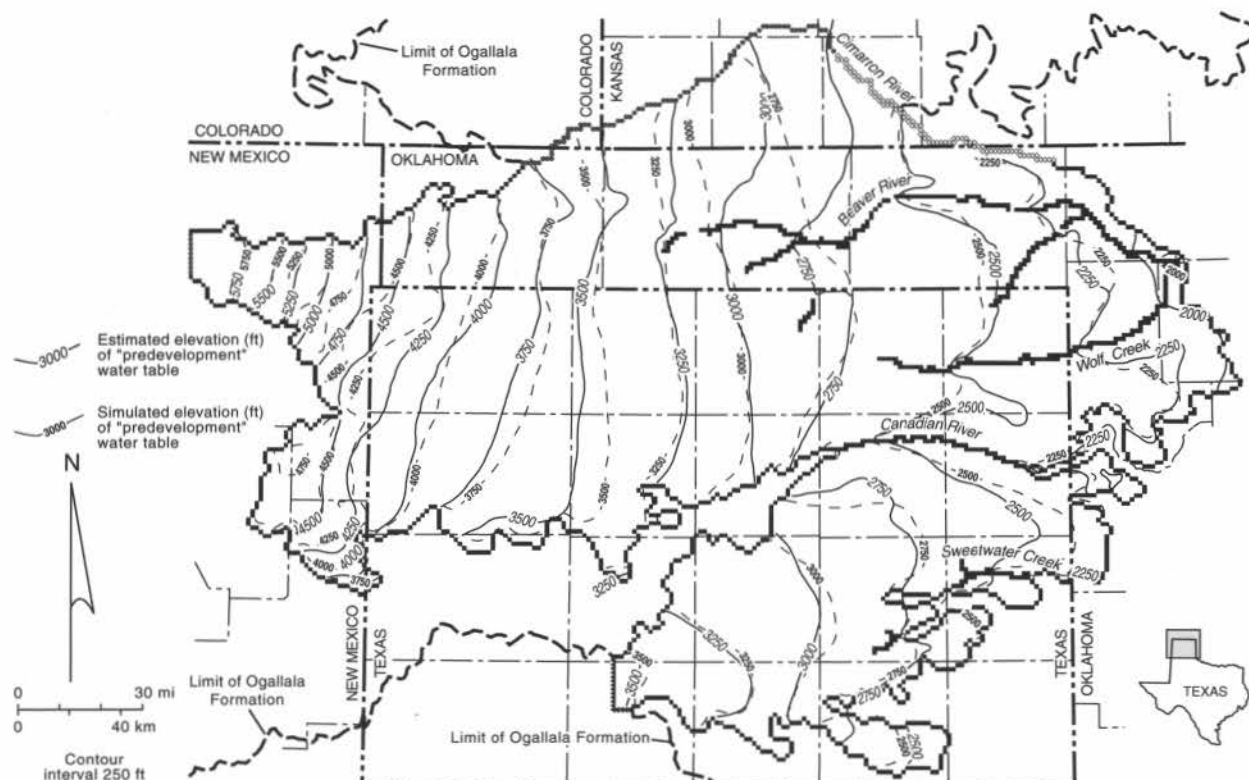 Limit of Ogallala
Formation
COLORADO
KANSAS
Cimarron River
COLORADO
NEW MEXICO
OKLAHOMA
Beaver River
Wolf Creek
Canadian River
Sweetwater Creek
3000
Estimated elevation (ft)
of "predevelopment"
water table
3000
Simulated elevation (ft)
of "predevelopment"
water table
N
0 30 mi
0 40 km
Contour
interval 250 ft
Limit of Ogallala
Formation
NEW MEXICO
TEXAS
Limit of Ogallala Formation
TEXAS
OKLAHOMA
TEXAS
5750
5500
5250
5000
4750
4500
4250
4000
3750
3500
3250
3000
2750
2500
2250
2000